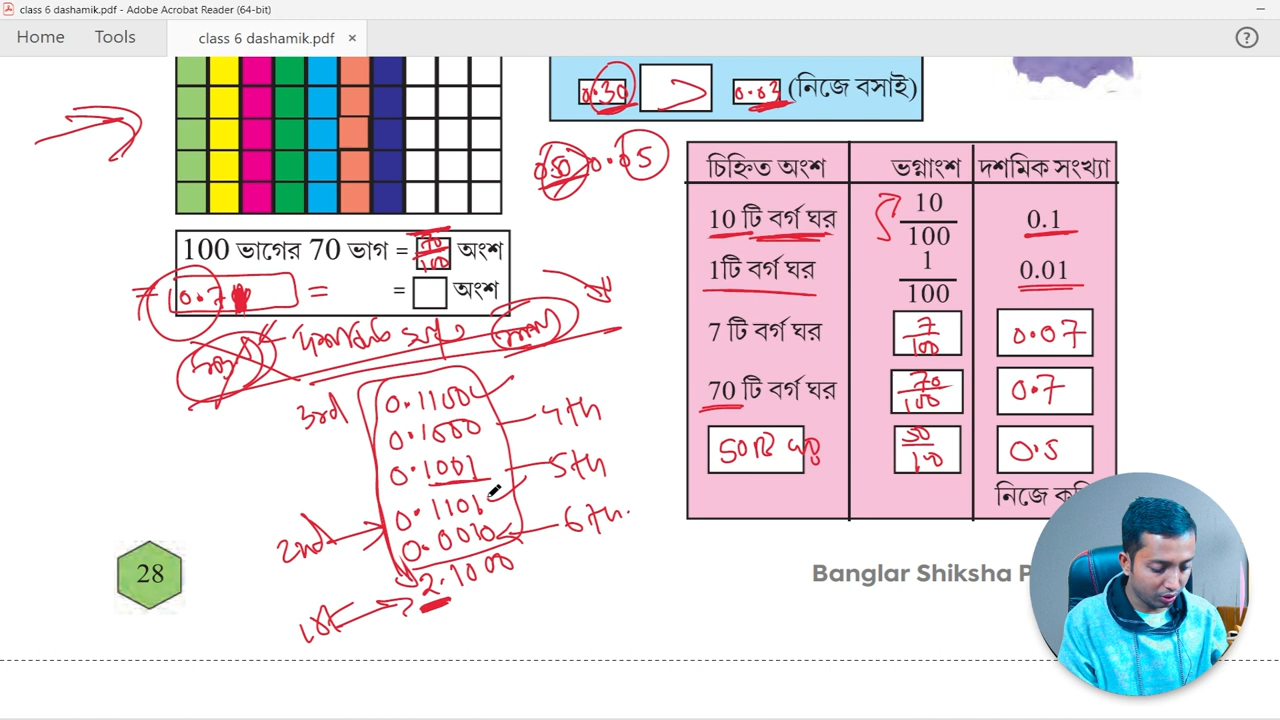 class 6 dashamik.pdf - Adobe Acrobat Reader (64-bit)
Home Tools class 6 dashamik.pdf ×
0.30 > 0.03 (নিজে বসাই)
0.50 0.05
100 ভাগের 70 ভাগ = 70/100 অংশ
= 0.7 = = অংশ
চিহ্নিত অংশ ভগ্নাংশ দশমিক সংখ্যা
10 টি বর্গ ঘর 10/100 0.1
1টি বর্গ ঘর 1/100 0.01
7 টি বর্গ ঘর 7/100 0.07
70 টি বর্গ ঘর 70/100 0.7
50টি 50/100 0.5
নিজে
3rd 0.1100
0.1000 4th
0.1001 5th
0.1101
2nd 0.0010 6th
2.1000
1st
28
Banglar Shiksha